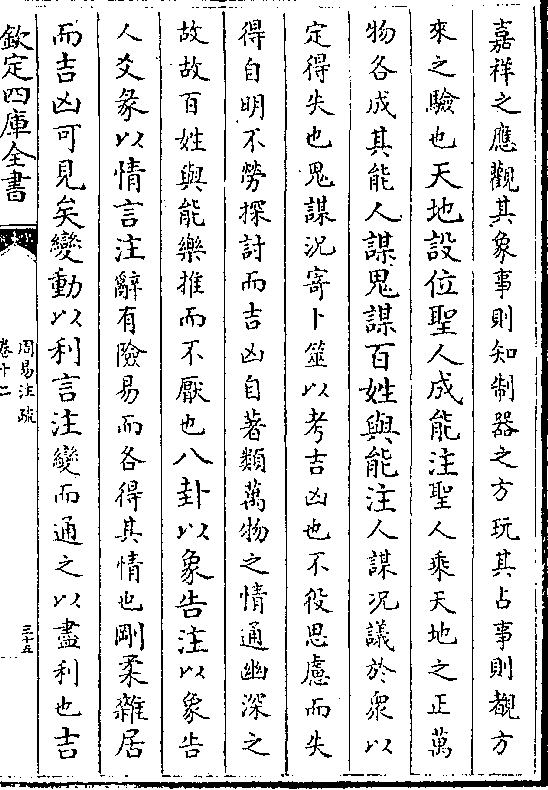 嘉祥之應觀其象事則知制器之方玩其占事則覩方
來之驗也天地設位聖人成能注聖人乘天地之正萬
物各成其能人謀鬼謀百姓與能注人謀况議於衆以
定得失也鬼謀况寄卜筮以考吉凶也不役思慮而失
得自明不勞探討而吉凶自著類萬物之情通幽深之
故故百姓與能樂推而不厭也八卦以象告注以象告
人爻彖以情言注辭有險易而各得其情也剛柔雜居
而吉凶可見矣變動以利言注變而通之以盡利也吉
欽定四庫全書
周易注疏
卷十二
三十五